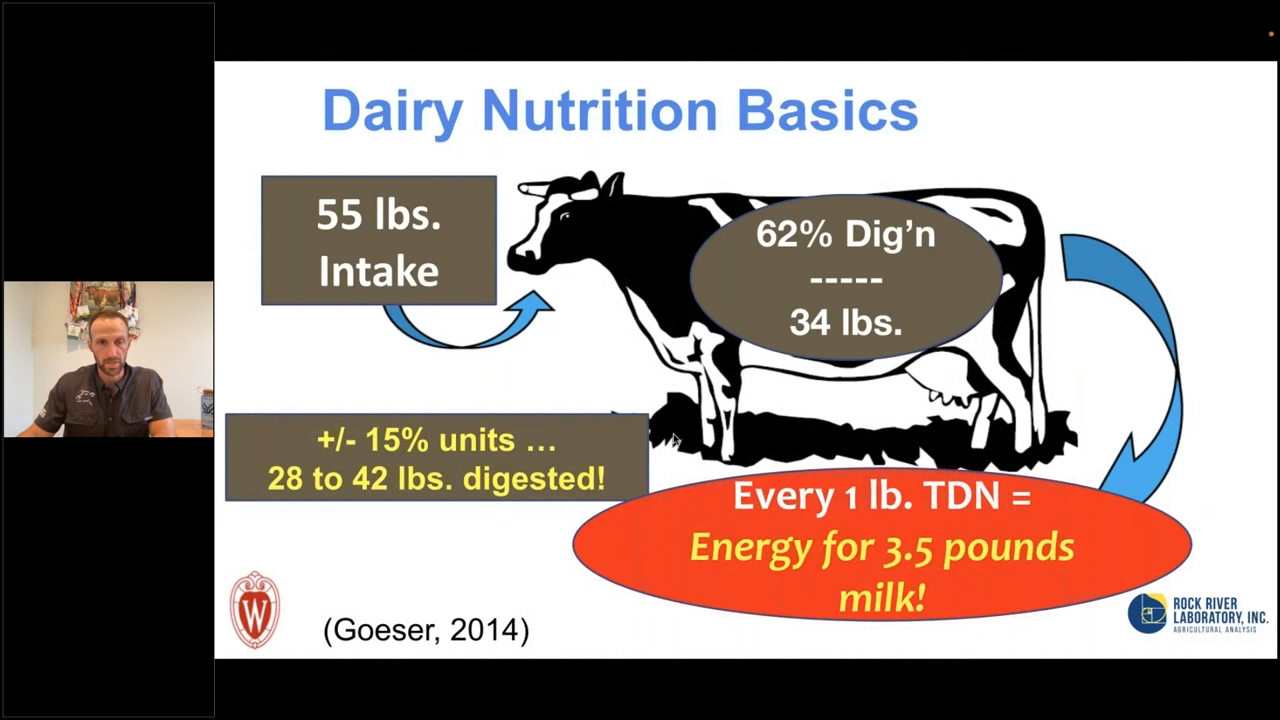 Dairy Nutrition Basics
55 lbs.
Intake
62% Dig’n
-----
34 lbs.
+/- 15% units …
28 to 42 lbs. digested!
Every 1 lb. TDN =
Energy for 3.5 pounds
milk!
W
(Goeser, 2014)
ROCK RIVER
LABORATORY, INC.
AGRICULTURAL ANALYSIS